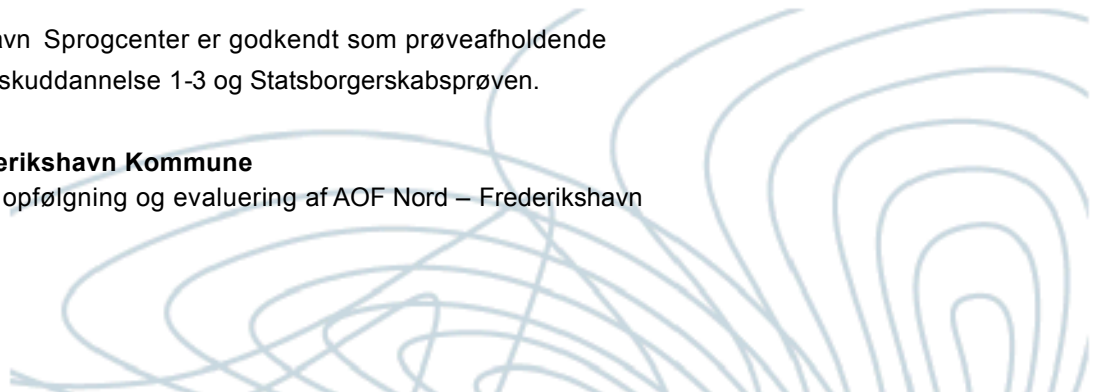 avn Sprogcenter er godkendt som prøveafholdende
skuddannelse 1-3 og Statsborgerskabsprøven.
erikshavn Kommune
opfølgning og evaluering af AOF Nord – Frederikshavn